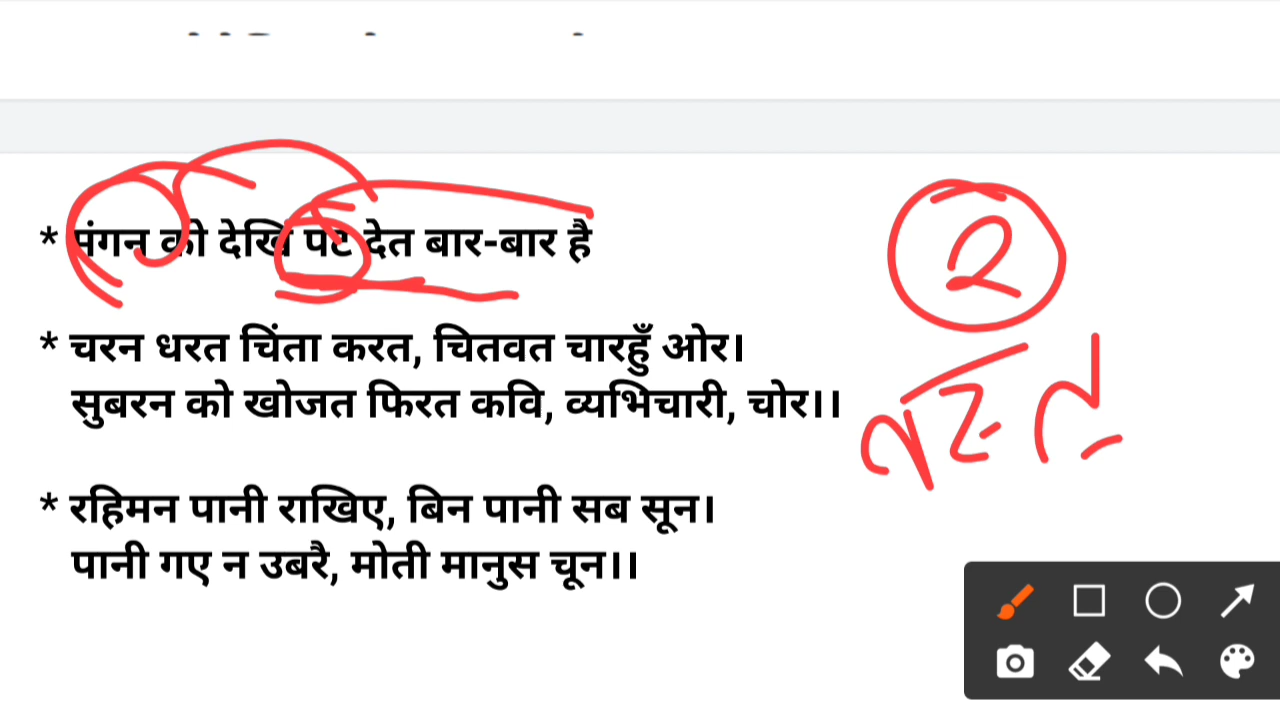 * मंगन को देखि पट देत बार-बार है
2
* चरन धरत चिंता करत, चितवत चारहुँ ओर।
सुबरन को खोजत फिरत कवि, व्यभिचारी, चोर।।
* रहिमन पानी राखिए, बिन पानी सब सून।
पानी गए न उबरै, मोती मानुस चून।।